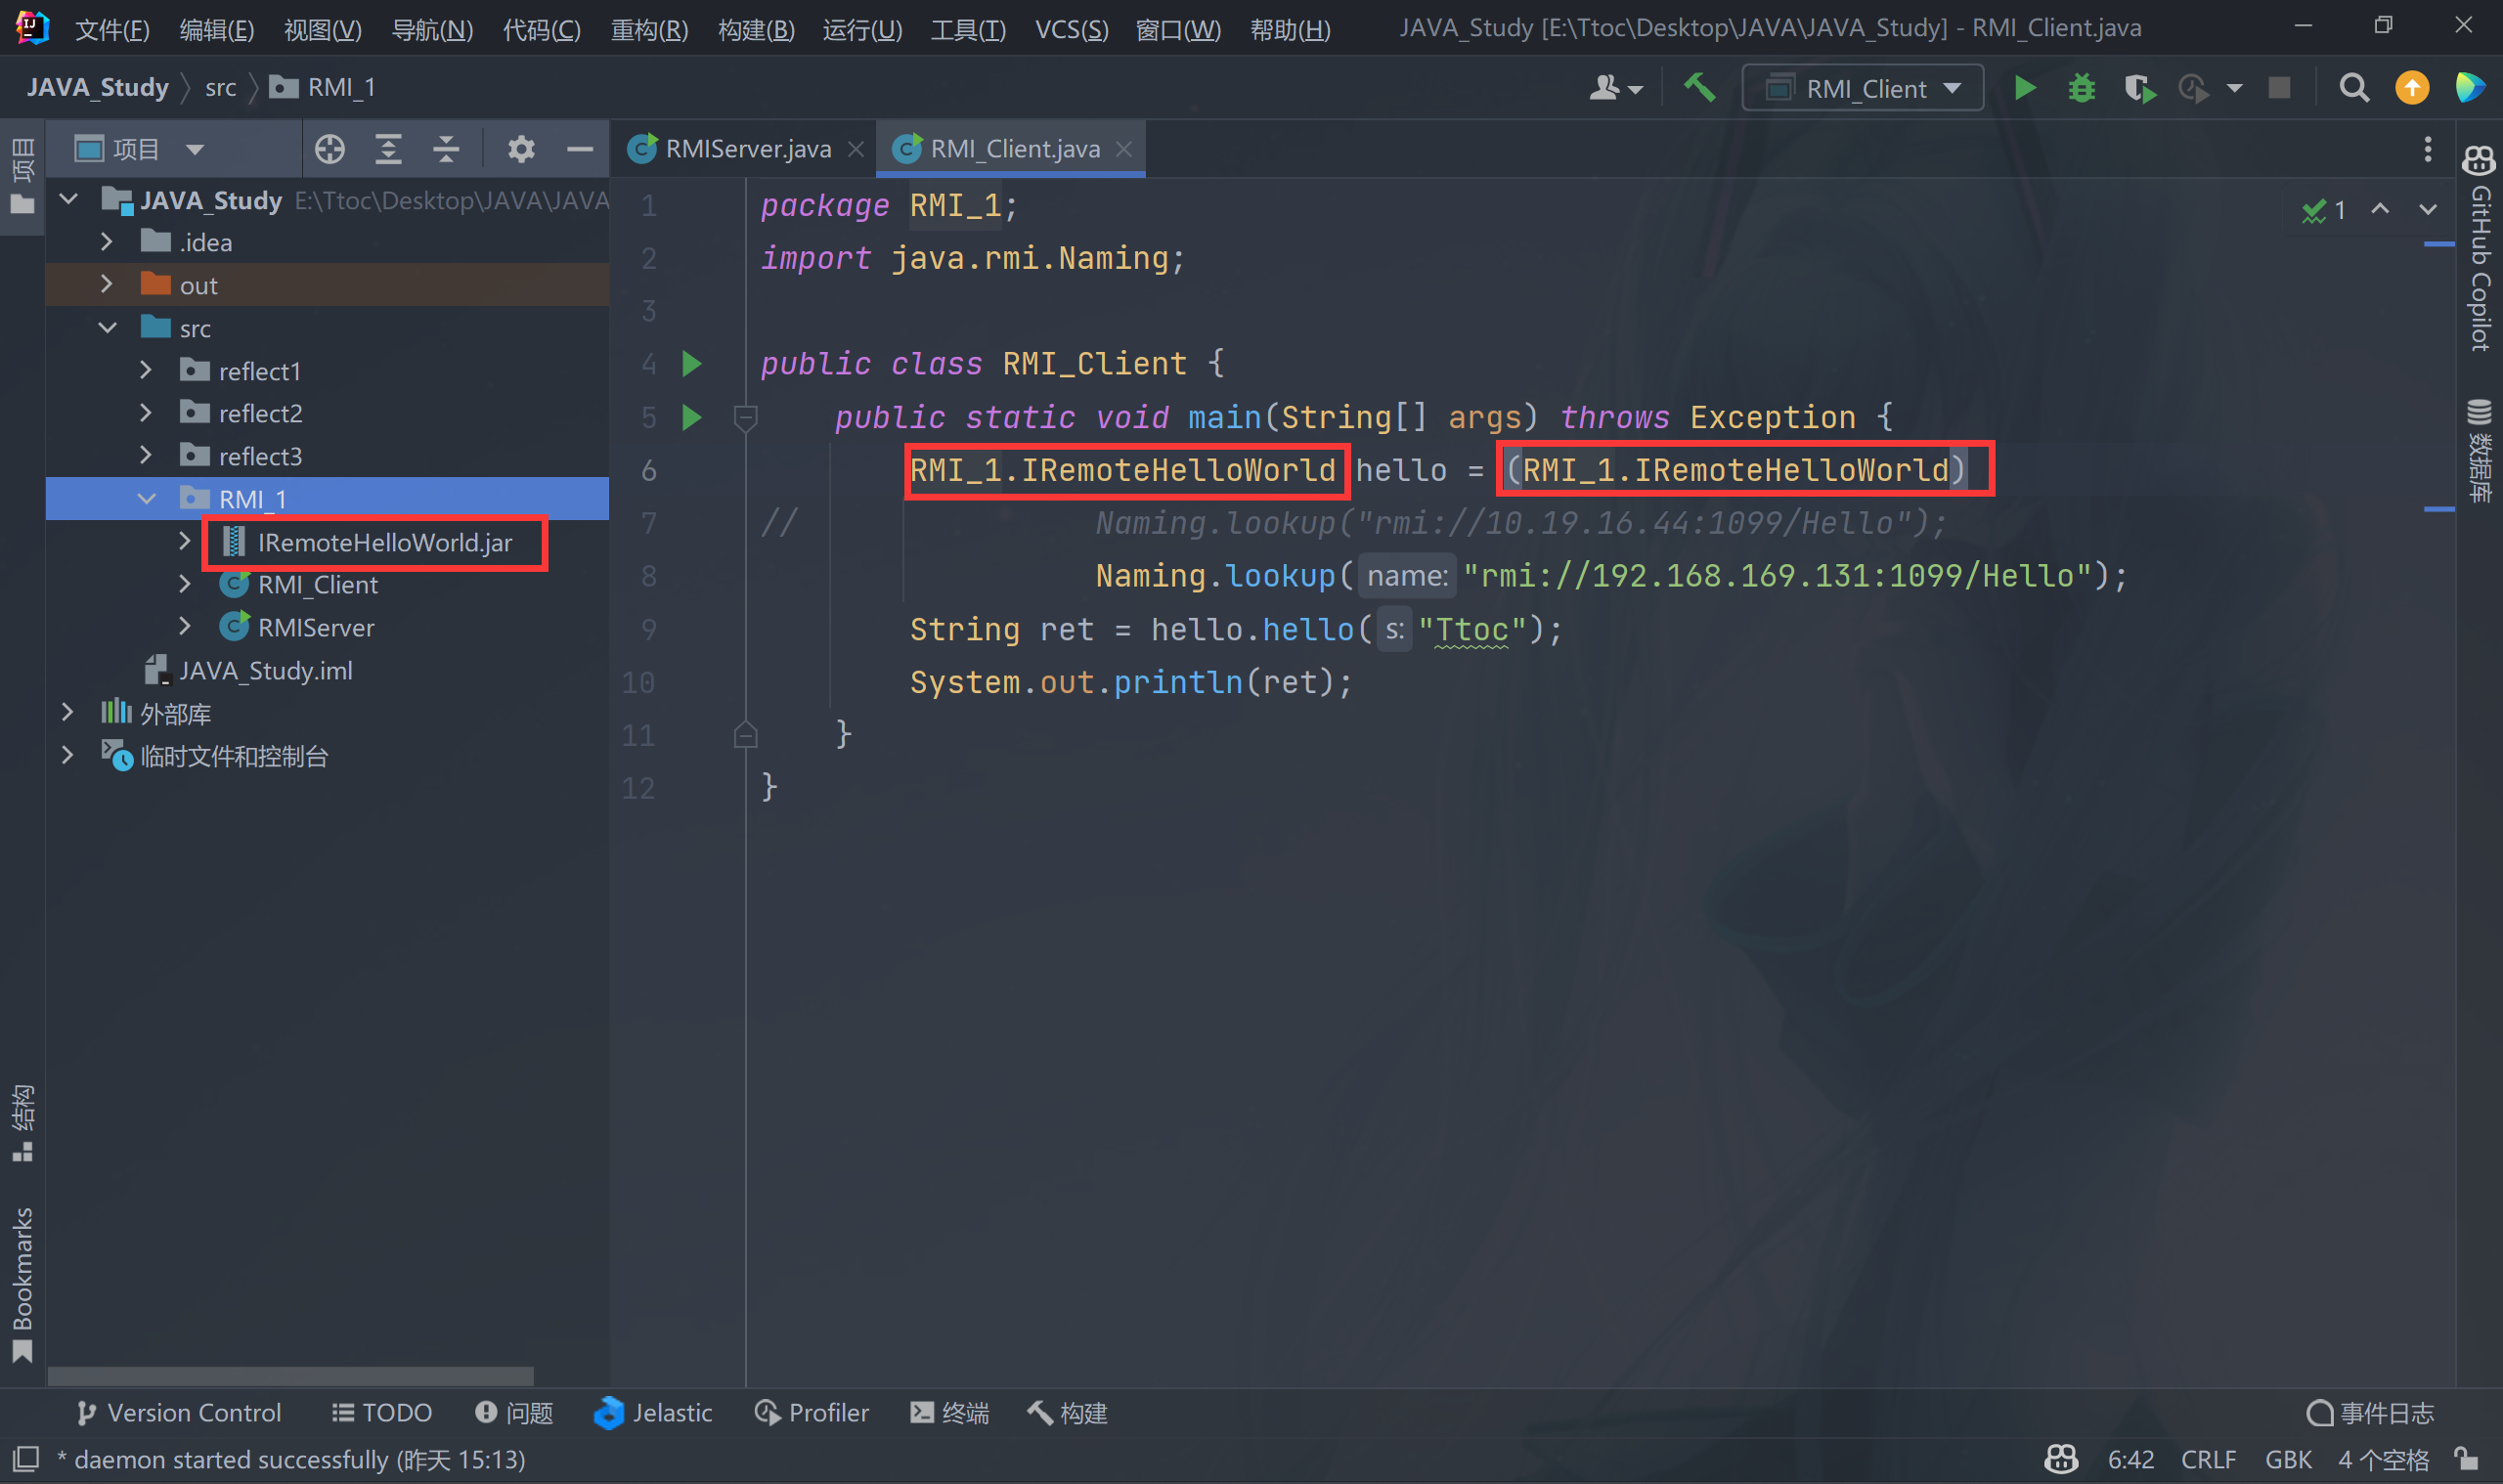 文件(F) 编辑(E) 视图(V) 导航(N) 代码(C) 重构(R) 构建(B) 运行(U) 工具(T) VCS(S) 窗口(W) 帮助(H) JAVA_Study [E:\Ttoc\Desktop\JAVA\JAVA_Study] - RMI_Client.java
JAVA_Study src RMI_1 RMI_Client
项目
项目
RMIServer.java RMI_Client.java
JAVA_Study E:\Ttoc\Desktop\JAVA\JAVA
.idea
out
src
reflect1
reflect2
reflect3
RMI_1
IRemoteHelloWorld.jar
RMI_Client
RMIServer
JAVA_Study.iml
外部库
临时文件和控制台
1 package RMI_1;
2 import java.rmi.Naming;
3
4 public class RMI_Client {
5 public static void main(String[] args) throws Exception {
6 RMI_1.IRemoteHelloWorld hello = (RMI_1.IRemoteHelloWorld)
7 // Naming.lookup("rmi://10.19.16.44:1099/Hello");
8 Naming.lookup( name: "rmi://192.168.169.131:1099/Hello");
9 String ret = hello.hello( s: "Ttoc");
10 System.out.println(ret);
11 }
12 }
1
GitHub Copilot
数据库
结构
Bookmarks
Version Control TODO 问题 Jelastic Profiler 终端 构建 事件日志
* daemon started successfully (昨天 15:13) 6:42 CRLF GBK 4 个空格